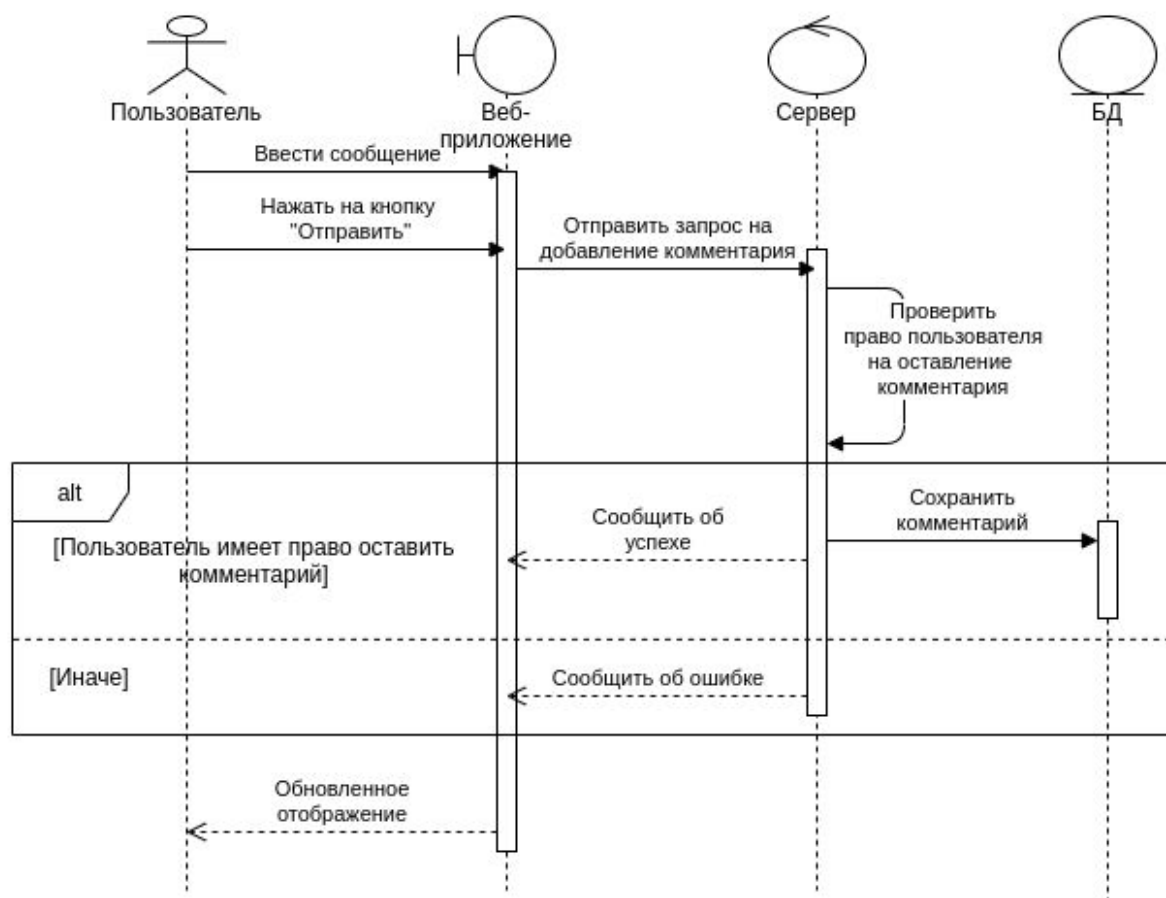 Пользователь
Веб-
приложение
Сервер
БД
Ввести сообщение
Нажать на кнопку
"Отправить"
Отправить запрос на
добавление комментария
Проверить
право пользователя
на оставление
комментария
alt
[Пользователь имеет право оставить
комментарий]
Сообщить об
успехе
Сохранить
комментарий
[Иначе]
Сообщить об ошибке
Обновленное
отображение